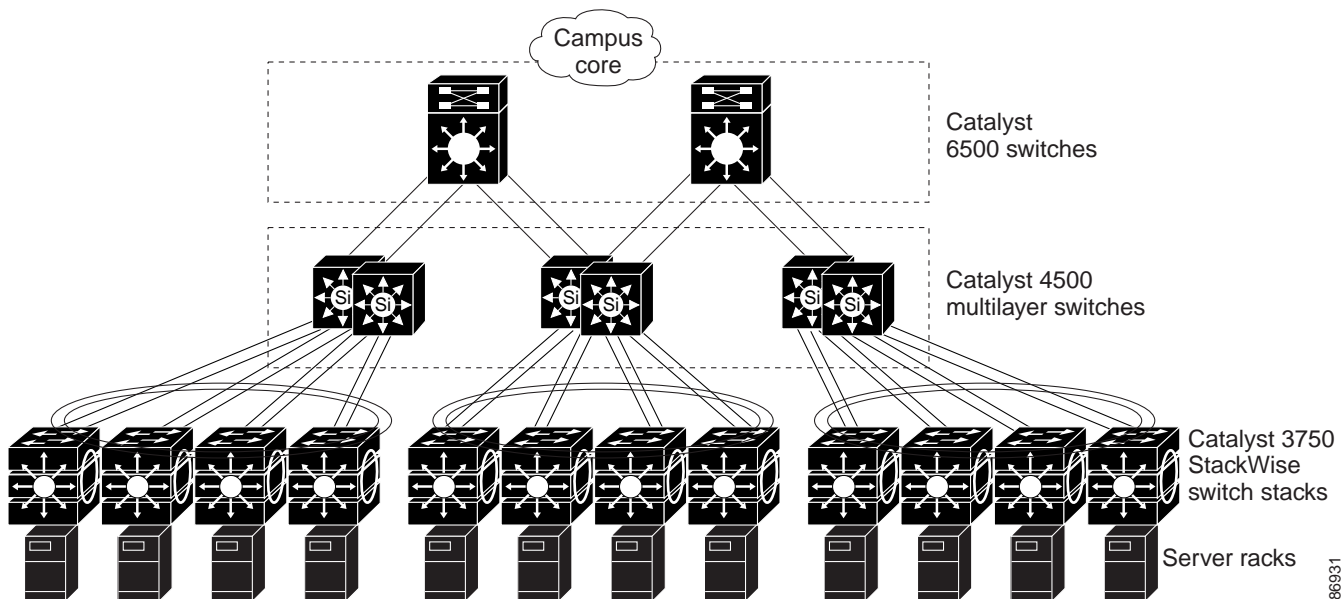 Campus
core
Catalyst
6500 switches
Si
Si
Si
Si
Si
Si
Catalyst 4500
multilayer switches
Catalyst 3750
StackWise
switch stacks
Server racks
86931